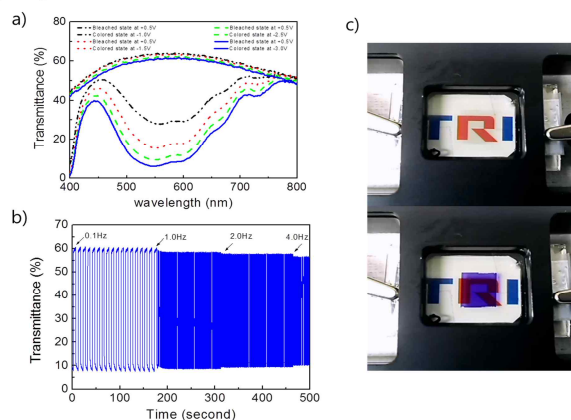 a)
Bleached state at +0.5V
Colored state at -1.0V
Bleached state at +0.5V
Colored state at -1.5V
Bleached state at +0.5V
Colored state at -2.5V
Bleached state at +0.5V
Colored state at -3.0V
80
60
40
20
0
Transmittance (%)
400 500 600 700 800
wavelength (nm)
b)
70
60
50
40
30
20
10
0
Transmittance (%)
0.1Hz
1.0Hz
2.0Hz
4.0Hz
0 100 200 300 400 500
Time (second)
c)
TRI
TRI